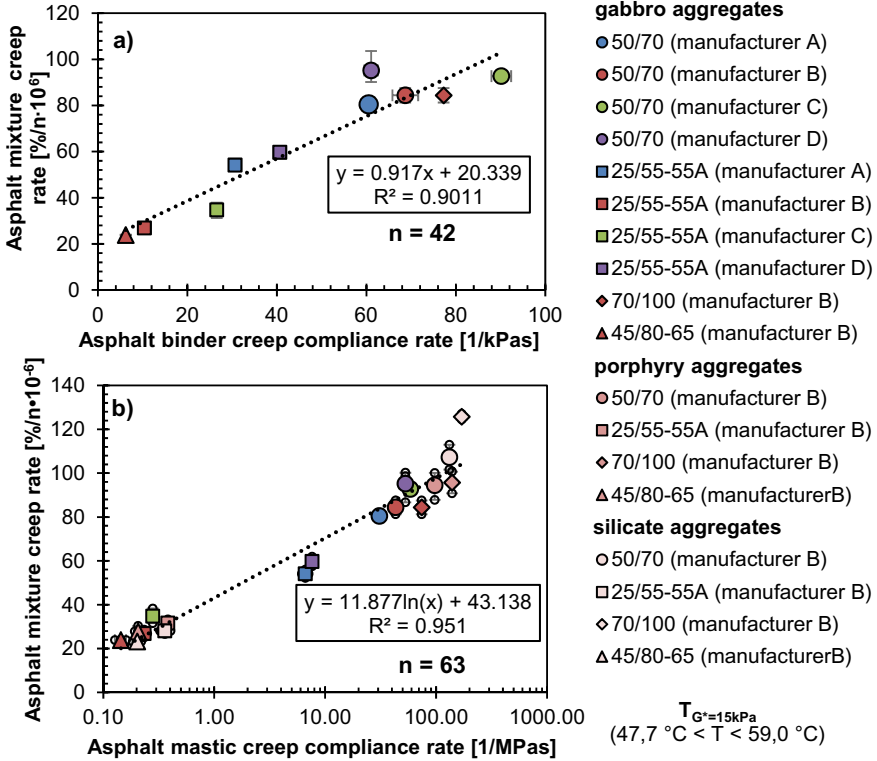 a)
Asphalt mixture creep
rate [%/n·10⁶]
120
100
80
60
40
20
0
y = 0.917x + 20.339
R² = 0.9011
n = 42
0 20 40 60 80 100
Asphalt binder creep compliance rate [1/kPas]
b)
Asphalt mixture creep rate [%/n•10⁻⁶]
140
120
100
80
60
40
20
0
y = 11.877ln(x) + 43.138
R² = 0.951
n = 63
0.10 1.00 10.00 100.00 1000.00
Asphalt mastic creep compliance rate [1/MPas]
gabbro aggregates
50/70 (manufacturer A)
50/70 (manufacturer B)
50/70 (manufacturer C)
50/70 (manufacturer D)
25/55-55A (manufacturer A)
25/55-55A (manufacturer B)
25/55-55A (manufacturer C)
25/55-55A (manufacturer D)
70/100 (manufacturer B)
45/80-65 (manufacturer B)
porphyry aggregates
50/70 (manufacturer B)
25/55-55A (manufacturer B)
70/100 (manufacturer B)
45/80-65 (manufacturerB)
silicate aggregates
50/70 (manufacturer B)
25/55-55A (manufacturer B)
70/100 (manufacturer B)
45/80-65 (manufacturerB)
T_G*=15kPa
(47,7 °C < T < 59,0 °C)